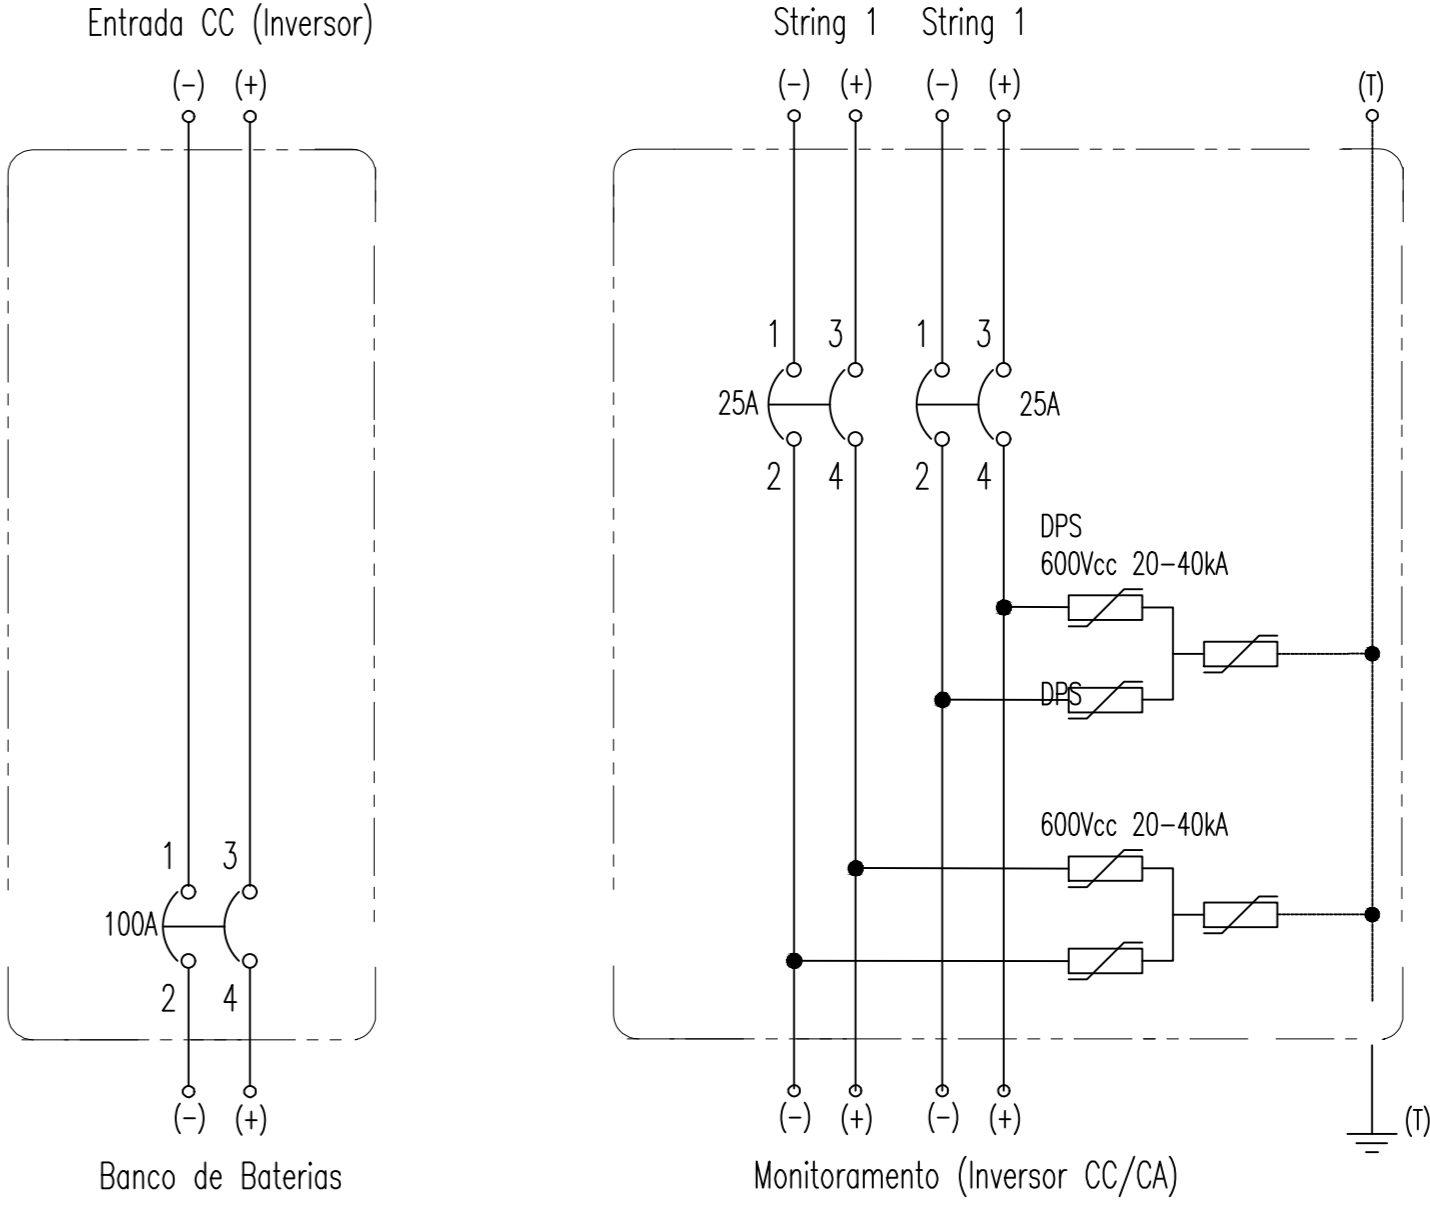 Entrada CC (Inversor)
(-) (+)
1 3
100A
2 4
(-) (+)
Banco de Baterias
String 1 String 1
(-) (+) (-) (+) (T)
1 3 1 3
25A 25A
2 4 2 4
DPS
600Vcc 20-40kA
DPS
600Vcc 20-40kA
(-) (+) (-) (+) (T)
Monitoramento (Inversor CC/CA)